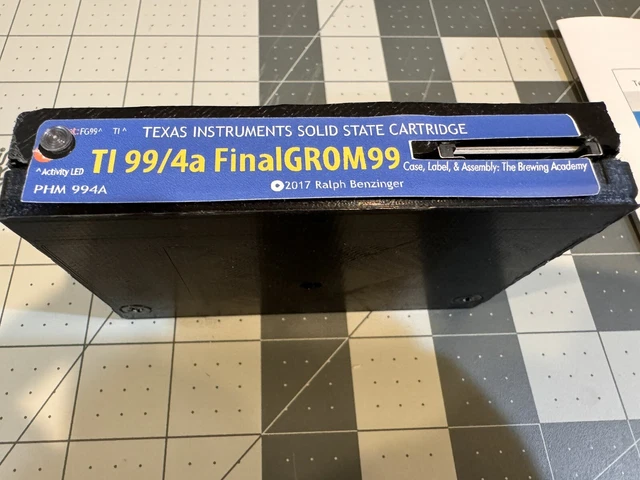 FG99^ TI ^ TEXAS INSTRUMENTS SOLID STATE CARTRIDGE
TI 99/4a FinalGROM99
^Activity LED
Case, Label, & Assembly: The Brewing Academy
PHM 994A
©2017 Ralph Benzinger